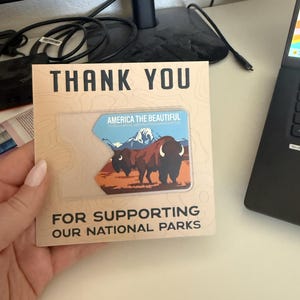 THANK YOU
AMERICA THE BEAUTIFUL
FOR SUPPORTING
OUR NATIONAL PARKS